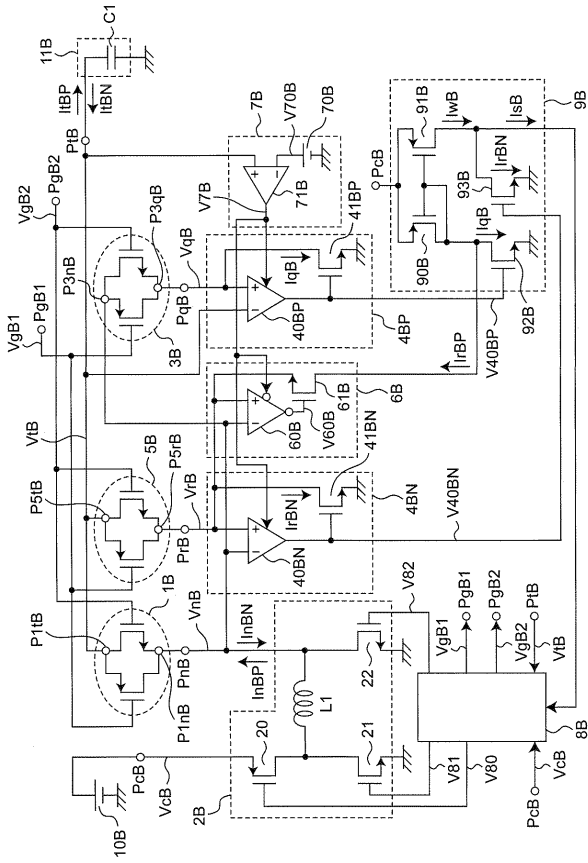 11B
C1
ItBP
ItBN
PtB
VgB2
PgB2
P3nB
P3qB
VgB1
PgB1
3B
VqB
PqB
7B
V70B
70B
71B
V7B
VtB
P5tB
5B
P5rB
VrB
PrB
P1tB
1B
P1nB
VnB
PnB
InBN
InBP
41BP
IqB
40BP
4BP
6B
60B
V60B
61B
IrBP
V40BP
41BN
IrBN
40BN
4BN
V40BN
PcB
91B
IwB
IsB
90B
IqB
IrBN
93B
92B
9B
10B
PcB
VcB
20
L1
21
22
2B
V82
V81
V80
VgB1
PgB1
PgB2
VgB2
PtB
VtB
8B
VcB
PcB
+
−
+
−
+
−
+
−